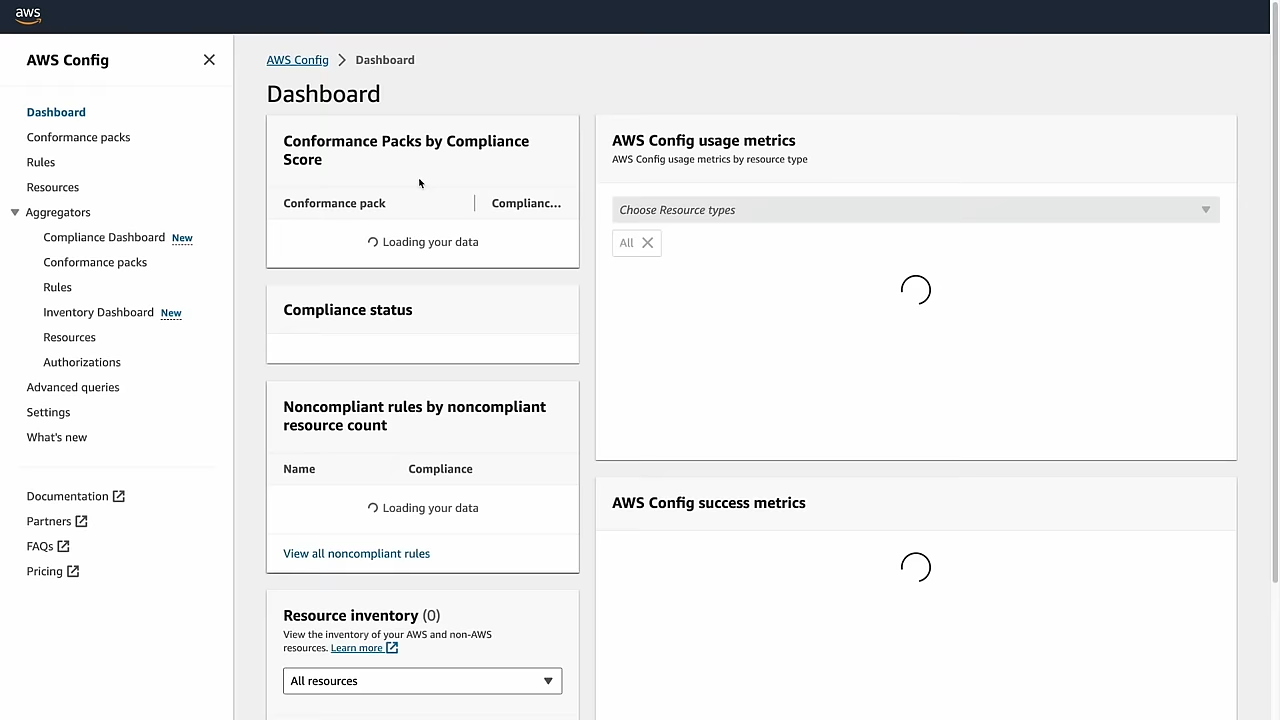 aws
AWS Config
Dashboard
Conformance packs
Rules
Resources
Aggregators
Compliance Dashboard New
Conformance packs
Rules
Inventory Dashboard New
Resources
Authorizations
Advanced queries
Settings
What's new
Documentation
Partners
FAQs
Pricing
AWS Config > Dashboard
Dashboard
Conformance Packs by Compliance
Score
Conformance pack Complianc...
Loading your data
Compliance status
Noncompliant rules by noncompliant
resource count
Name Compliance
Loading your data
View all noncompliant rules
Resource inventory (0)
View the inventory of your AWS and non-AWS
resources. Learn more
All resources
AWS Config usage metrics
AWS Config usage metrics by resource type
Choose Resource types
All
AWS Config success metrics